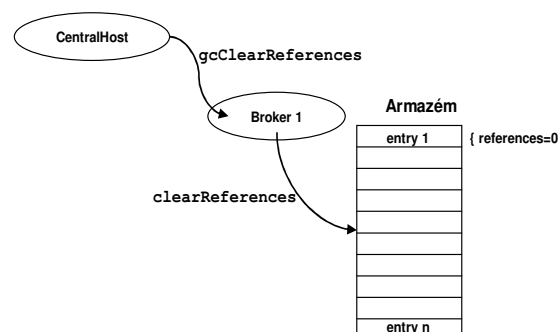 CentralHost
gcClearReferences
Broker 1
Armazém
entry 1
{ references=0
clearReferences
entry n